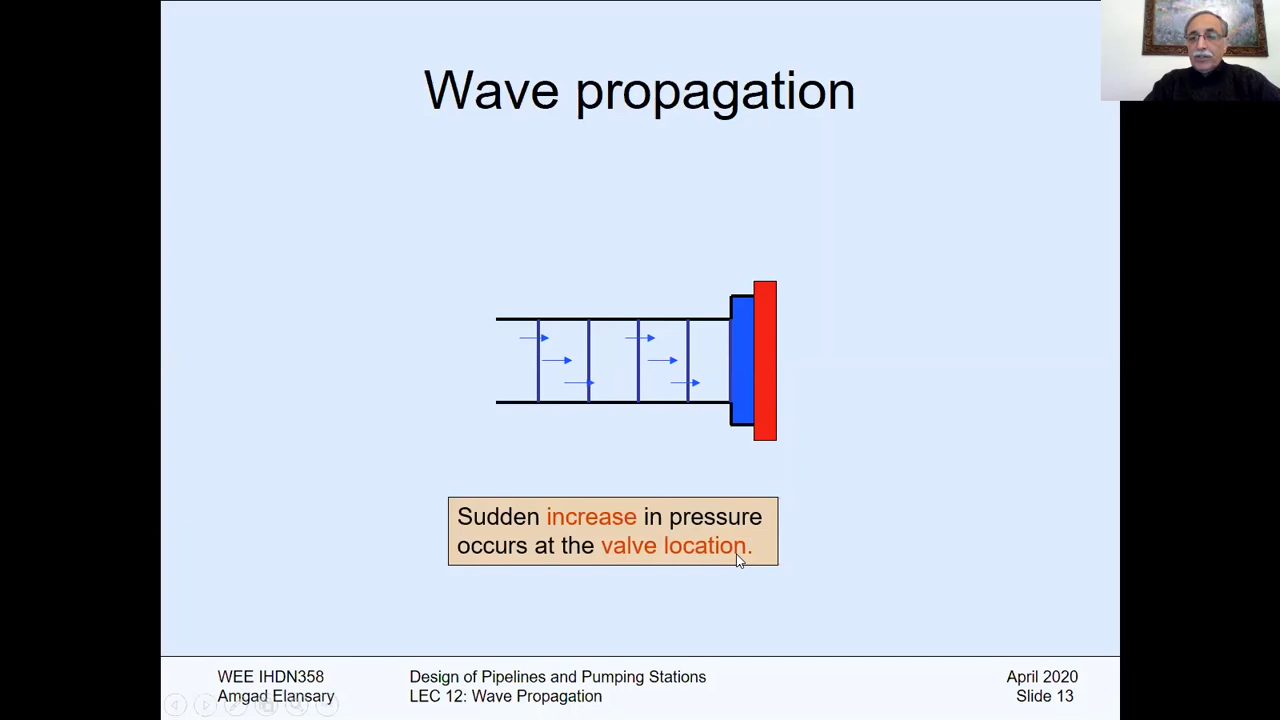 Wave propagation
Sudden increase in pressure
occurs at the valve location.
WEE IHDN358
Amgad Elansary
Design of Pipelines and Pumping Stations
LEC 12: Wave Propagation
April 2020
Slide 13